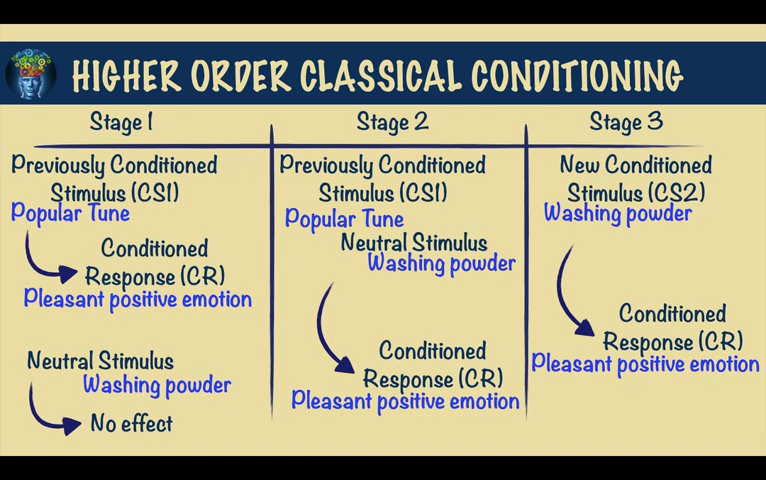 HIGHER ORDER CLASSICAL CONDITIONING
Stage 1
Previously Conditioned
Stimulus (CS1)
Popular Tune
Conditioned
Response (CR)
Pleasant positive emotion
Neutral Stimulus
Washing powder
No effect
Stage 2
Previously Conditioned
Stimulus (CS1)
Popular Tune
Neutral Stimulus
Washing powder
Conditioned
Response (CR)
Pleasant positive emotion
Stage 3
New Conditioned
Stimulus (CS2)
Washing powder
Conditioned
Response (CR)
Pleasant positive emotion